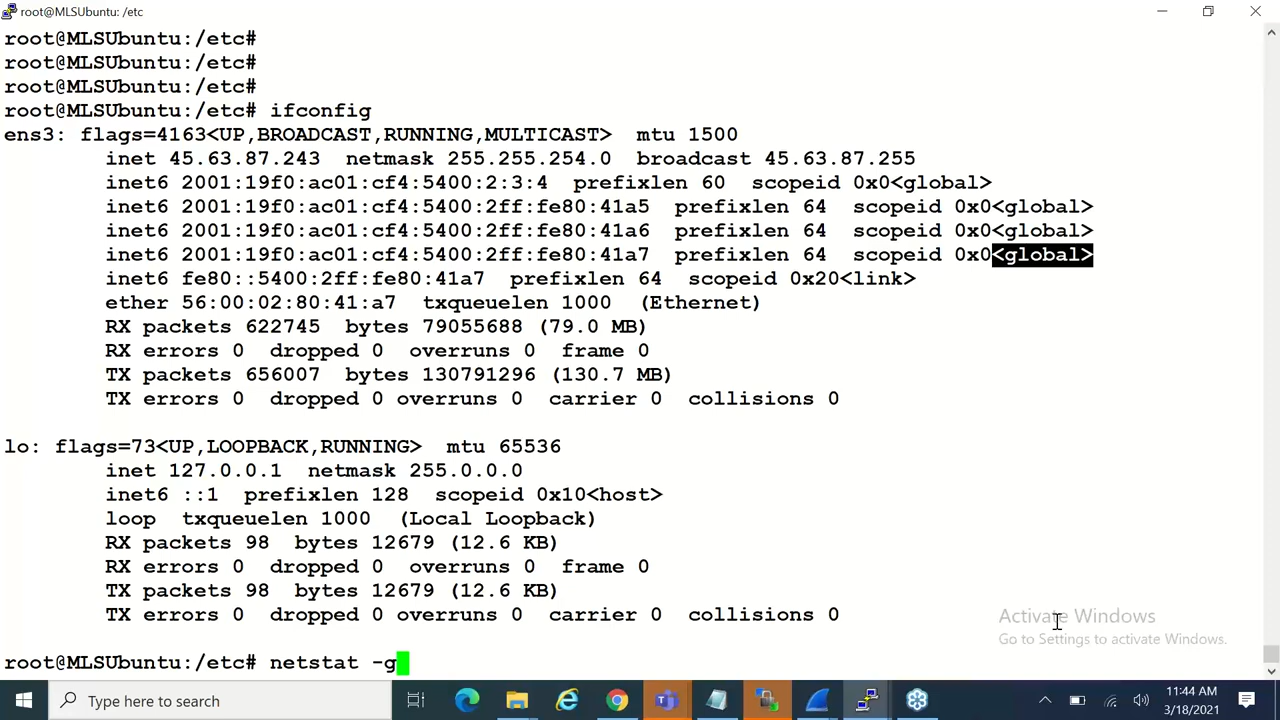 root@MLSUbuntu: /etc
root@MLSUbuntu:/etc#
root@MLSUbuntu:/etc#
root@MLSUbuntu:/etc#
root@MLSUbuntu:/etc# ifconfig
ens3: flags=4163<UP,BROADCAST,RUNNING,MULTICAST>  mtu 1500
        inet 45.63.87.243  netmask 255.255.254.0  broadcast 45.63.87.255
        inet6 2001:19f0:ac01:cf4:5400:2:3:4  prefixlen 60  scopeid 0x0<global>
        inet6 2001:19f0:ac01:cf4:5400:2ff:fe80:41a5  prefixlen 64  scopeid 0x0<global>
        inet6 2001:19f0:ac01:cf4:5400:2ff:fe80:41a6  prefixlen 64  scopeid 0x0<global>
        inet6 2001:19f0:ac01:cf4:5400:2ff:fe80:41a7  prefixlen 64  scopeid 0x0<global>
        inet6 fe80::5400:2ff:fe80:41a7  prefixlen 64  scopeid 0x20<link>
        ether 56:00:02:80:41:a7  txqueuelen 1000  (Ethernet)
        RX packets 622745  bytes 79055688 (79.0 MB)
        RX errors 0  dropped 0  overruns 0  frame 0
        TX packets 656007  bytes 130791296 (130.7 MB)
        TX errors 0  dropped 0 overruns 0  carrier 0  collisions 0
lo: flags=73<UP,LOOPBACK,RUNNING>  mtu 65536
        inet 127.0.0.1  netmask 255.0.0.0
        inet6 ::1  prefixlen 128  scopeid 0x10<host>
        loop  txqueuelen 1000  (Local Loopback)
        RX packets 98  bytes 12679 (12.6 KB)
        RX errors 0  dropped 0  overruns 0  frame 0
        TX packets 98  bytes 12679 (12.6 KB)
        TX errors 0  dropped 0 overruns 0  carrier 0  collisions 0
Activate Windows
Go to Settings to activate Windows.
root@MLSUbuntu:/etc# netstat -g
Type here to search
11:44 AM
3/18/2021